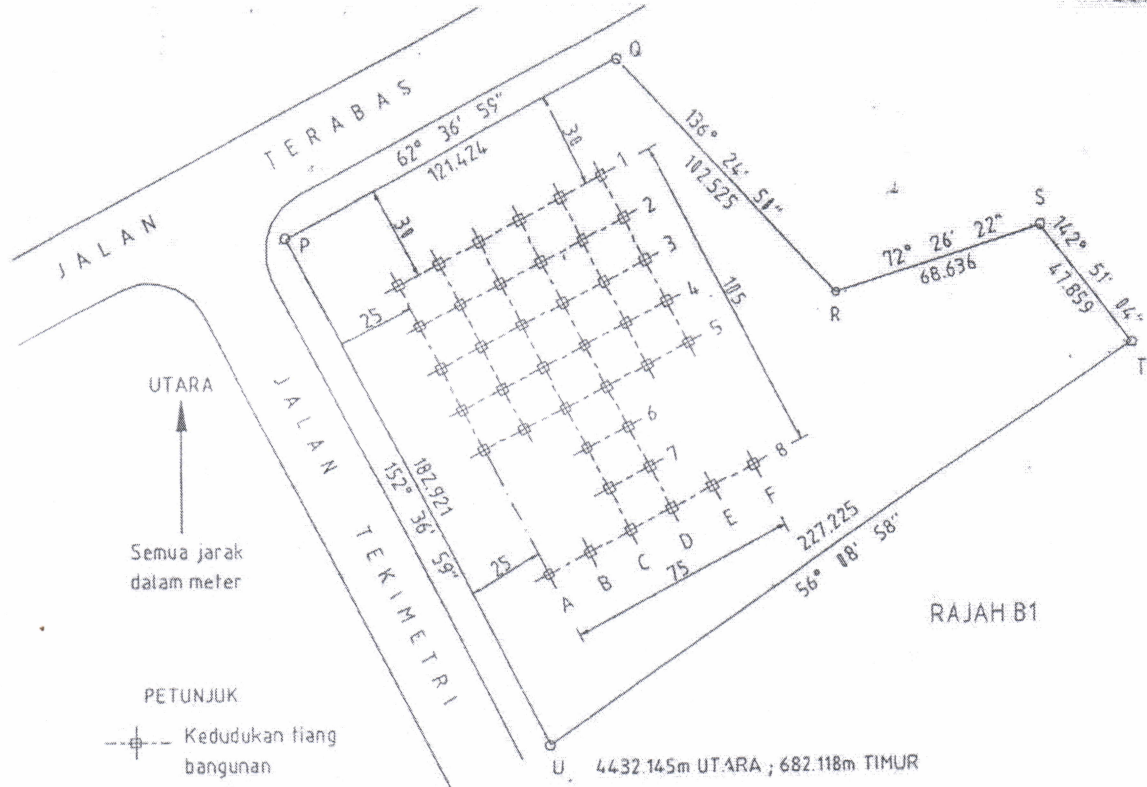 JALAN TERABAS
62° 36' 59"
121.424
Q
P
30
30
136° 24' 50"
102.525
1
2
3
4
5
6
7
8
105
72° 26' 22"
68.636
R
S
142° 51' 04"
47.859
T
25
25
UTARA
Semua jarak
dalam meter
JALAN TEKIMETRI
182.921
152° 36' 59"
A
B
C
D
E
F
75
227.225
56° 08' 58"
RAJAH B1
PETUNJUK
Kedudukan tiang
bangunan
U
4432.145m UTARA ; 682.118m TIMUR